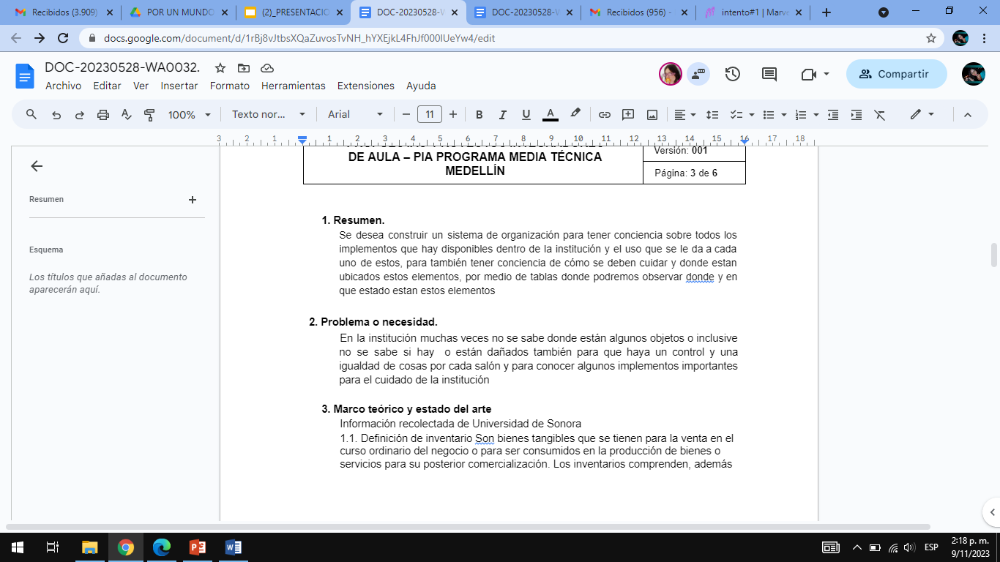 Recibidos (3.909)
POR UN MUNDO
(2)_PRESENTACIO
DOC-20230528-W
DOC-20230528-W
Recibidos (956) -
intento#1 | Marve
docs.google.com/document/d/1rBj8vJtbsXQaZuvosTvNH_hYXEjkL4FhJf000IUeYw4/edit
DOC-20230528-WA0032.
Archivo Editar Ver Insertar Formato Herramientas Extensiones Ayuda
Compartir
100% Texto nor... Arial 11 B I U A
3 2 1 1 2 3 4 5 6 7 8 9 10 11 12 13 14 15 16 17 18
DE AULA – PIA PROGRAMA MEDIA TÉCNICA
MEDELLÍN
Versión: 001
Página: 3 de 6
Resumen
Esquema
Los títulos que añadas al documento
aparecerán aquí.
1. Resumen.
Se desea construir un sistema de organización para tener conciencia sobre todos los
implementos que hay disponibles dentro de la institución y el uso que se le da a cada
uno de estos, para también tener conciencia de cómo se deben cuidar y donde estan
ubicados estos elementos, por medio de tablas donde podremos observar donde y en
que estado estan estos elementos
2. Problema o necesidad.
En la institución muchas veces no se sabe donde están algunos objetos o inclusive
no se sabe si hay o están dañados también para que haya un control y una
igualdad de cosas por cada salón y para conocer algunos implementos importantes
para el cuidado de la institución
3. Marco teórico y estado del arte
Información recolectada de Universidad de Sonora
1.1. Definición de inventario Son bienes tangibles que se tienen para la venta en el
curso ordinario del negocio o para ser consumidos en la producción de bienes o
servicios para su posterior comercialización. Los inventarios comprenden, además
ESP
2:18 p. m.
9/11/2023